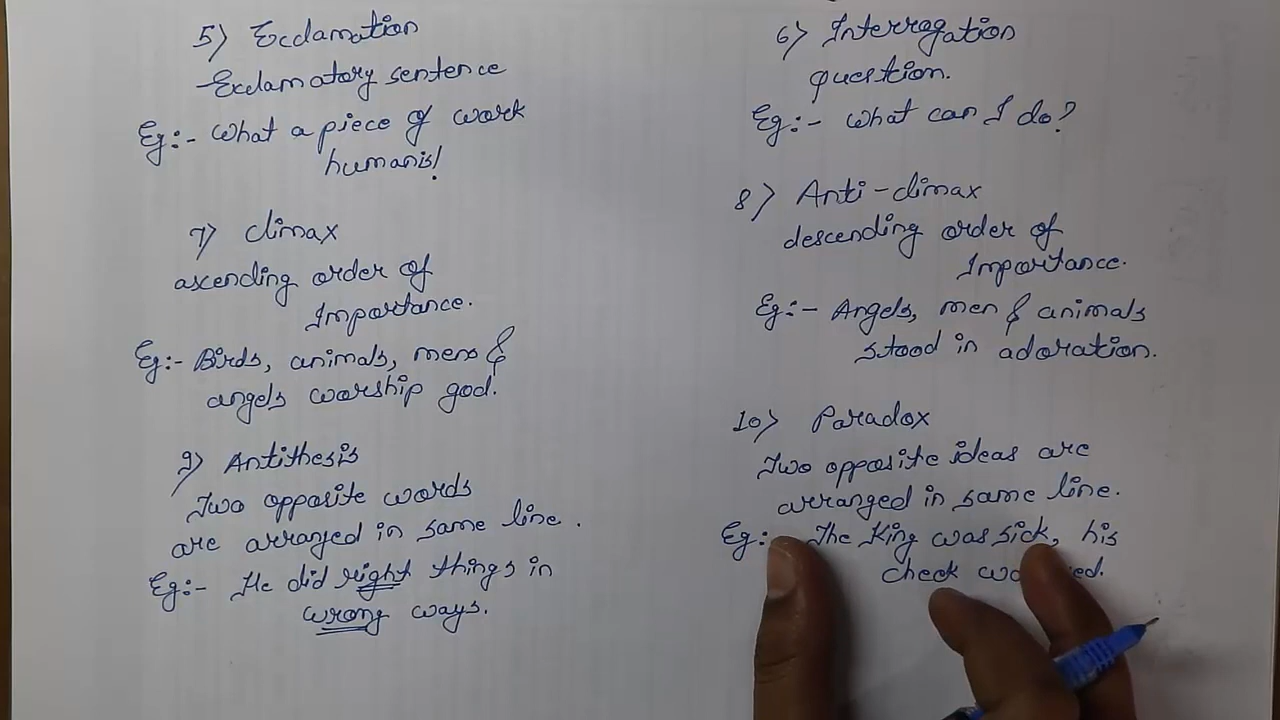 5) Exclamation
-Exclamatory sentence
Eg:- What a piece of work
humanis!
6) Interrogation
question.
Eg:- What can I do?
7) climax
ascending order of
Importance.
Eg:- Birds, animals, mens &
angels worship god.
8) Anti-climax
descending order of
Importance.
Eg:- Angels, men & animals
stood in adoration.
9) Antithesis
Two opposite words
are arranged in same line.
Eg:- He did right things in
wrong ways.
10) Paradox
Two opposite ideas are
arranged in same line.
Eg: The King was sick, his
check